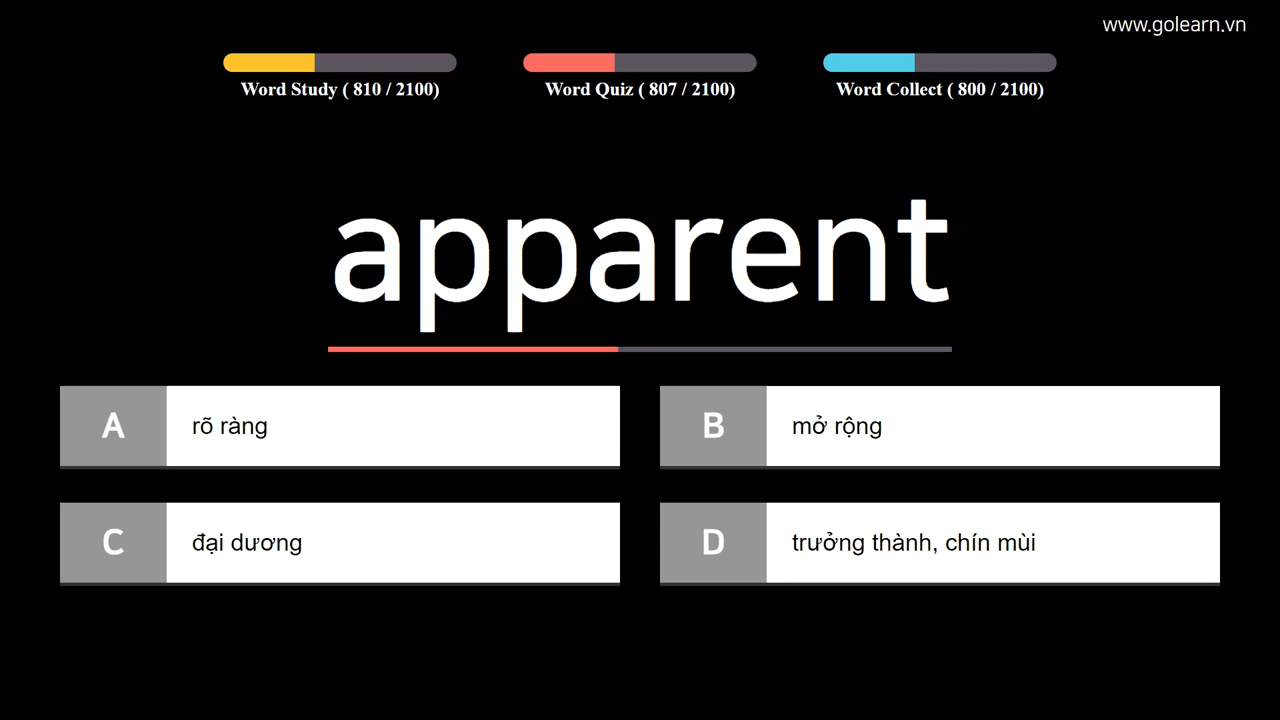 www.golearn.vn
Word Study ( 810 / 2100)
Word Quiz ( 807 / 2100)
Word Collect ( 800 / 2100)
apparent
A rõ ràng
B mở rộng
C đại dương
D trưởng thành, chín mùi